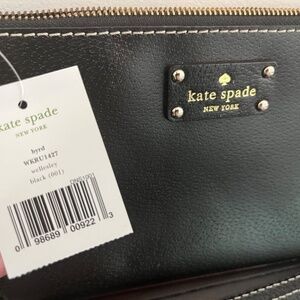 kate spade
NEW YORK
byrd
WKRU1427
wellesley
black (001)
0 98689 00922 3
kate spade
NEW YORK